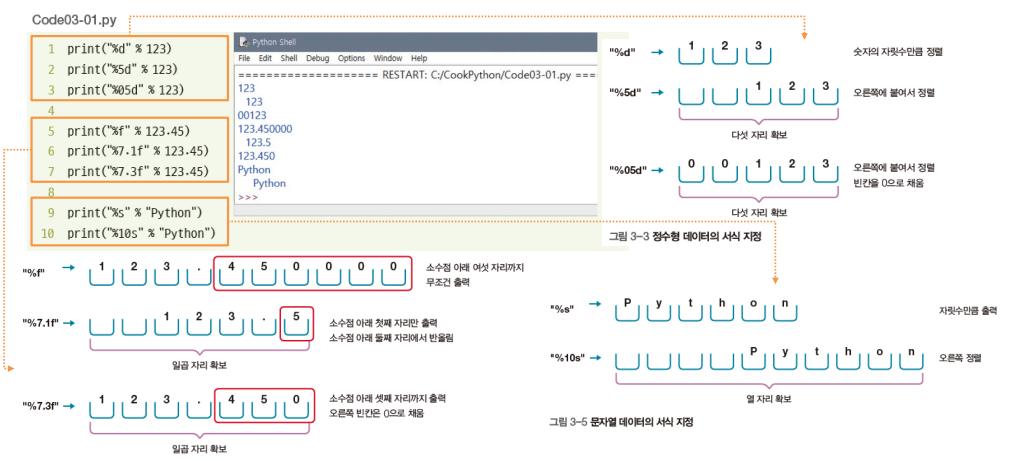 Code03-01.py
1 print("%d" % 123)
2 print("%5d" % 123)
3 print("%05d" % 123)
4
5 print("%f" % 123.45)
6 print("%7.1f" % 123.45)
7 print("%7.3f" % 123.45)
8
9 print("%s" % "Python")
10 print("%10s" % "Python")
Python Shell
File Edit Shell Debug Options Window Help
==================== RESTART: C:/CookPython/Code03-01.py ====
123
  123
00123
123.450000
  123.5
123.450
Python
    Python
>>>
"%d" → 1 2 3 숫자의 자릿수만큼 정렬
"%5d" → 1 2 3 오른쪽에 붙여서 정렬
다섯 자리 확보
"%05d" → 0 0 1 2 3 오른쪽에 붙여서 정렬
빈칸을 0으로 채움
다섯 자리 확보
그림 3-3 정수형 데이터의 서식 지정
"%f" → 1 2 3 . 4 5 0 0 0 0 소수점 아래 여섯 자리까지
무조건 출력
"%7.1f" → 1 2 3 . 5 소수점 아래 첫째 자리만 출력
소수점 아래 둘째 자리에서 반올림
일곱 자리 확보
"%7.3f" → 1 2 3 . 4 5 0 소수점 아래 셋째 자리까지 출력
오른쪽 빈칸은 0으로 채움
일곱 자리 확보
"%s" → P y t h o n 자릿수만큼 출력
"%10s" → P y t h o n 오른쪽 정렬
열 자리 확보
그림 3-5 문자열 데이터의 서식 지정